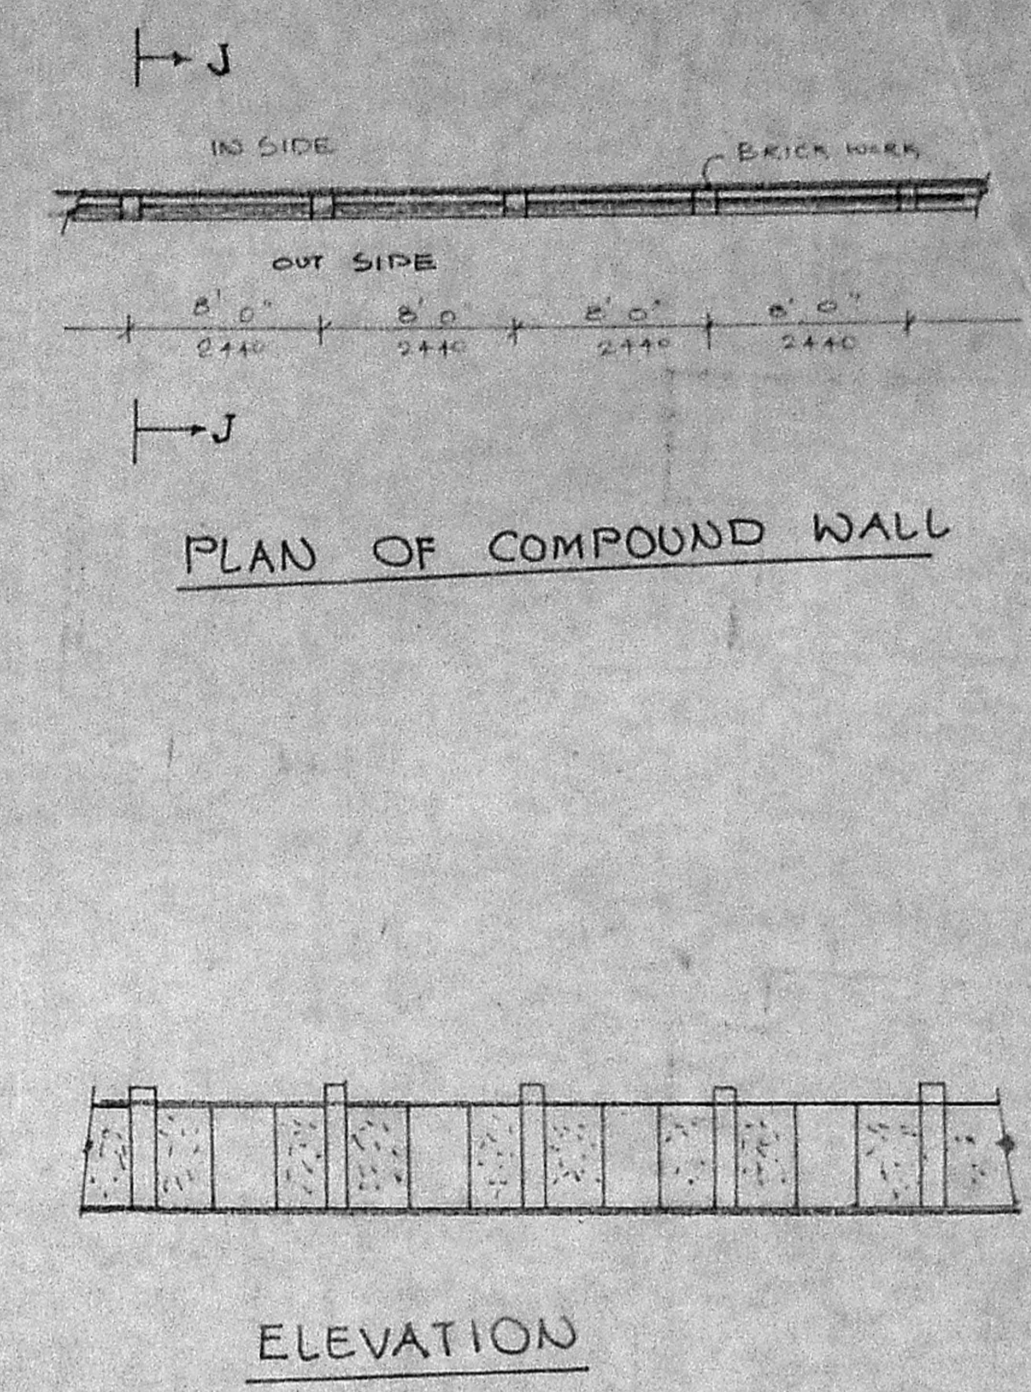 J
IN SIDE
BRICK WORK
OUT SIDE
8' 0" 8' 0" 8' 0" 8' 0"
2440 2440 2440 2440
J
PLAN OF COMPOUND WALL
ELEVATION